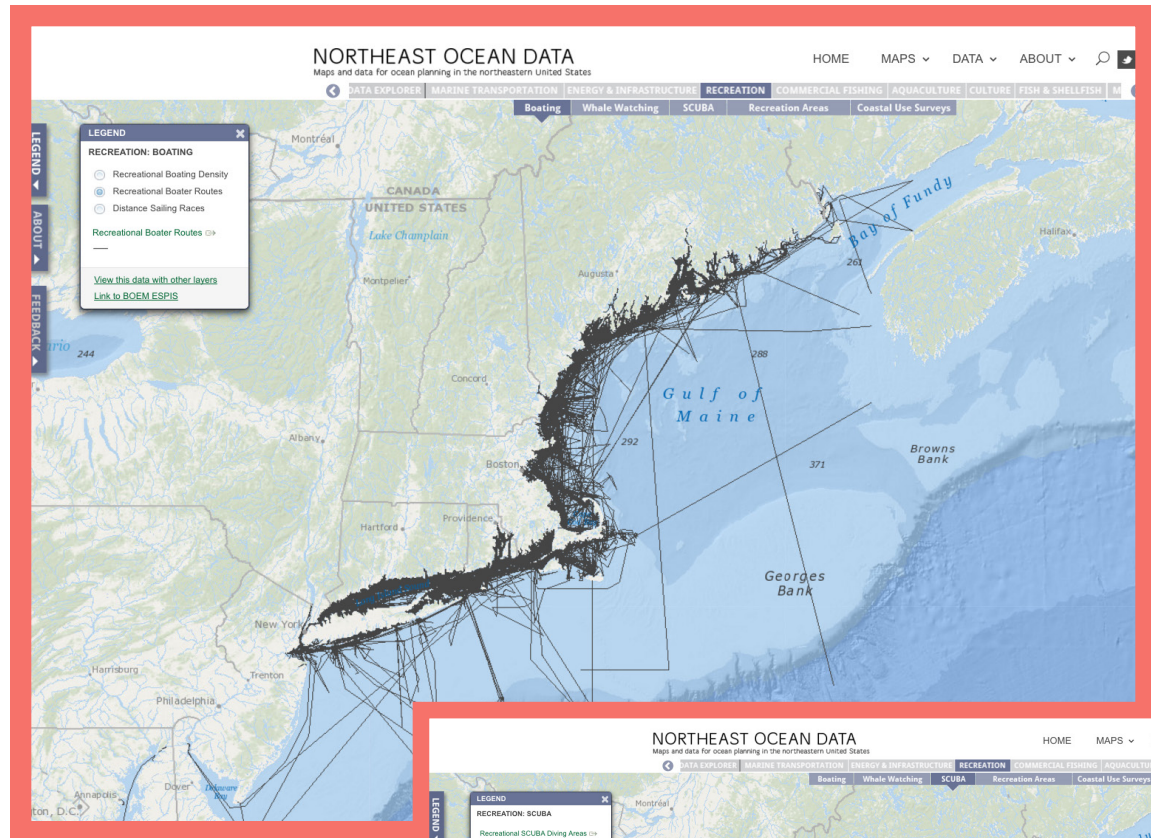 NORTHEAST OCEAN DATA
Maps and data for ocean planning in the northeastern United States
HOME MAPS DATA ABOUT
DATA EXPLORER MARINE TRANSPORTATION ENERGY & INFRASTRUCTURE RECREATION COMMERCIAL FISHING AQUACULTURE CULTURE FISH & SHELLFISH M
Boating Whale Watching SCUBA Recreation Areas Coastal Use Surveys
LEGEND
ABOUT
FEEDBACK
LEGEND
RECREATION: BOATING
Recreational Boating Density
Recreational Boater Routes
Distance Sailing Races
Recreational Boater Routes
View this data with other layers
Link to BOEM ESPIS
Montréal
CANADA
UNITED STATES
Lake Champlain
Montpelier
Augusta
Bay of Fundy
Halifax
261
ario
244
288
Gulf of
Maine
Concord
292
Albany
Browns
Bank
371
Boston
Providence
Hartford
Georges
Bank
New York
Harrisburg
Trenton
Philadelphia
Dover
Delaware
Bay
Annapolis
ton, D.C.
NORTHEAST OCEAN DATA
Maps and data for ocean planning in the northeastern United States
HOME MAPS
DATA EXPLORER MARINE TRANSPORTATION ENERGY & INFRASTRUCTURE RECREATION COMMERCIAL FISHING AQUACULTU
Boating Whale Watching SCUBA Recreation Areas Coastal Use Surveys
LEGEND
LEGEND
RECREATION: SCUBA
Recreational SCUBA Diving Areas
Montréal